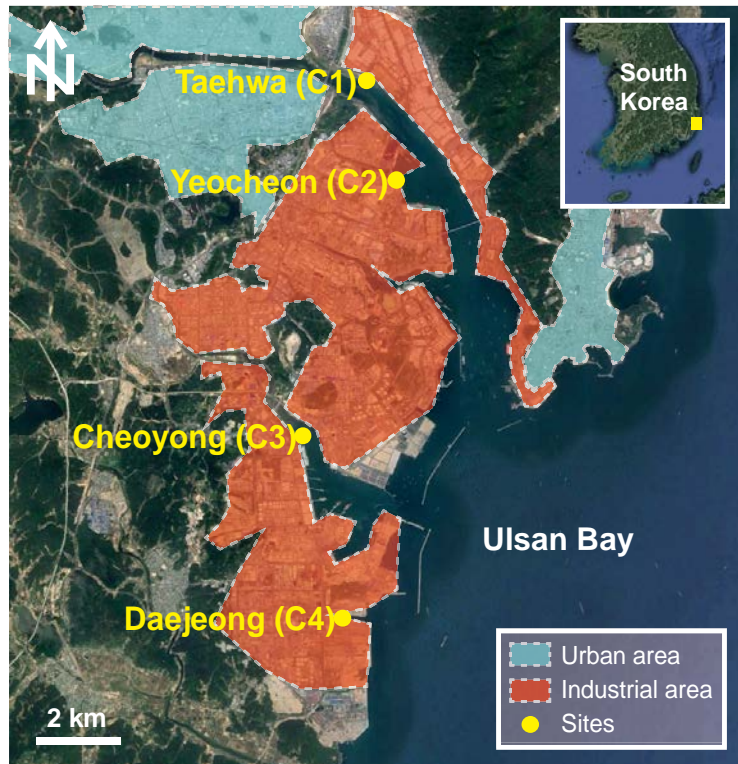 N
Taehwa (C1)
South
Korea
Yeocheon (C2)
Cheoyong (C3)
Ulsan Bay
Daejeong (C4)
Urban area
Industrial area
Sites
2 km